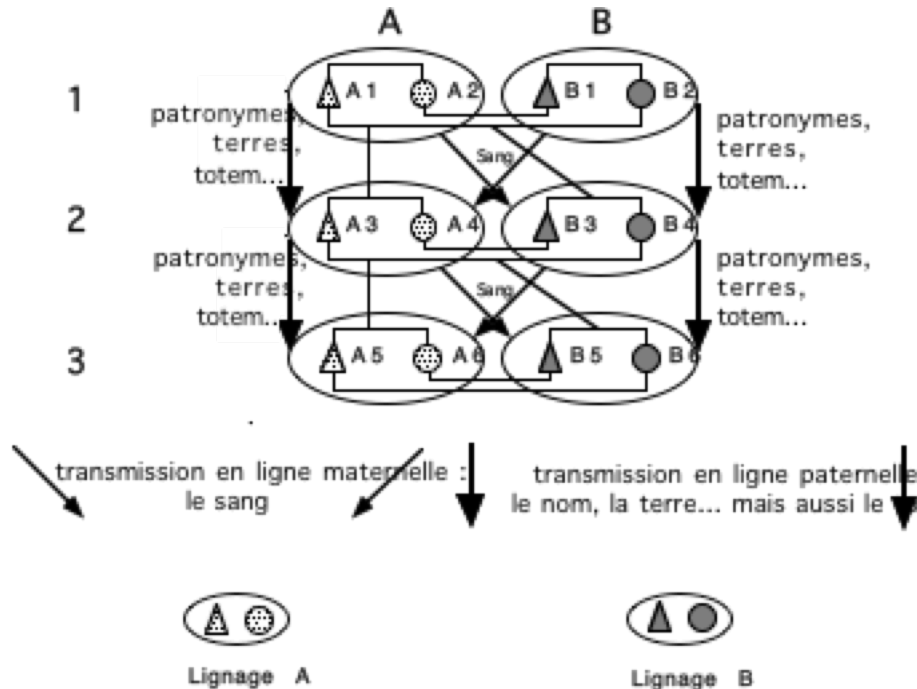 A B
1
A 1 A 2 B 1 B 2
patronymes, terres, totem...
Sang
patronymes, terres, totem...
2
A 3 A 4 B 3 B 4
patronymes, terres, totem...
Sang
patronymes, terres, totem...
3
A 5 A 6 B 5 B 6
transmission en ligne maternelle :
le sang
transmission en ligne paternelle
le nom, la terre... mais aussi le
Lignage A
Lignage B